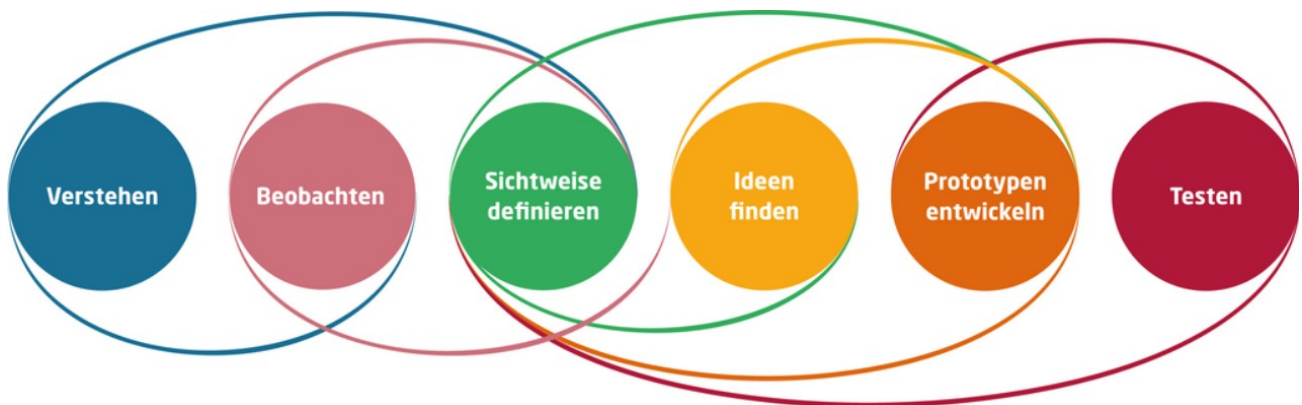 Verstehen
Beobachten
Sichtweise
definieren
Ideen
finden
Prototypen
entwickeln
Testen